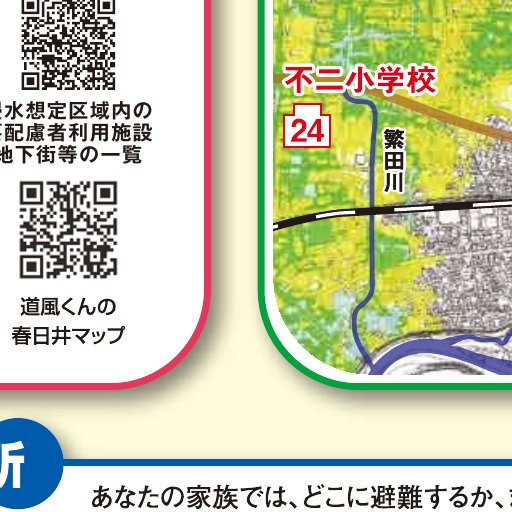 水想定区域内の
配慮者利用施設
地下街等の一覧
道風くんの
春日井マップ
不二小学校
24
繁田川
所
あなたの家族では、どこに避難するか、